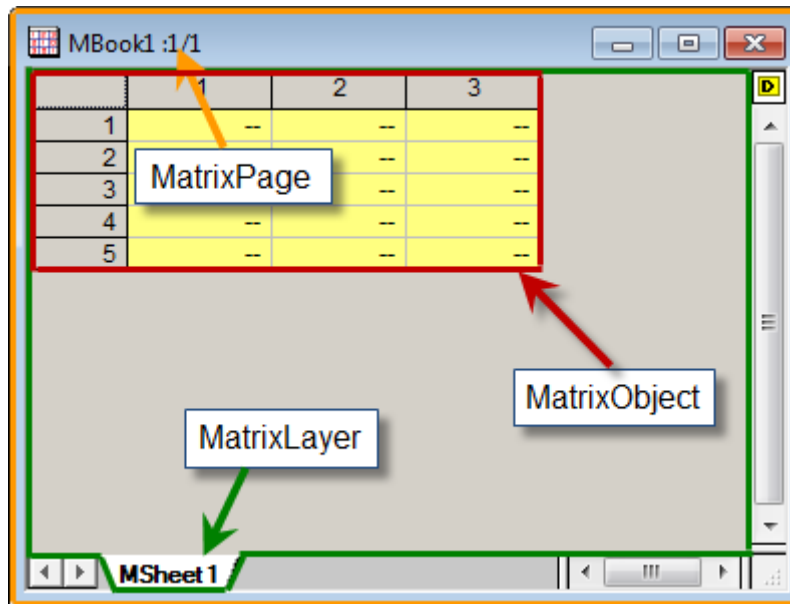 MBook1 :1/1
1 2 3
1 -- -- --
2 -- --
3 -- --
4 -- -- --
5 -- -- --
MatrixPage
MatrixObject
MatrixLayer
MSheet1
D